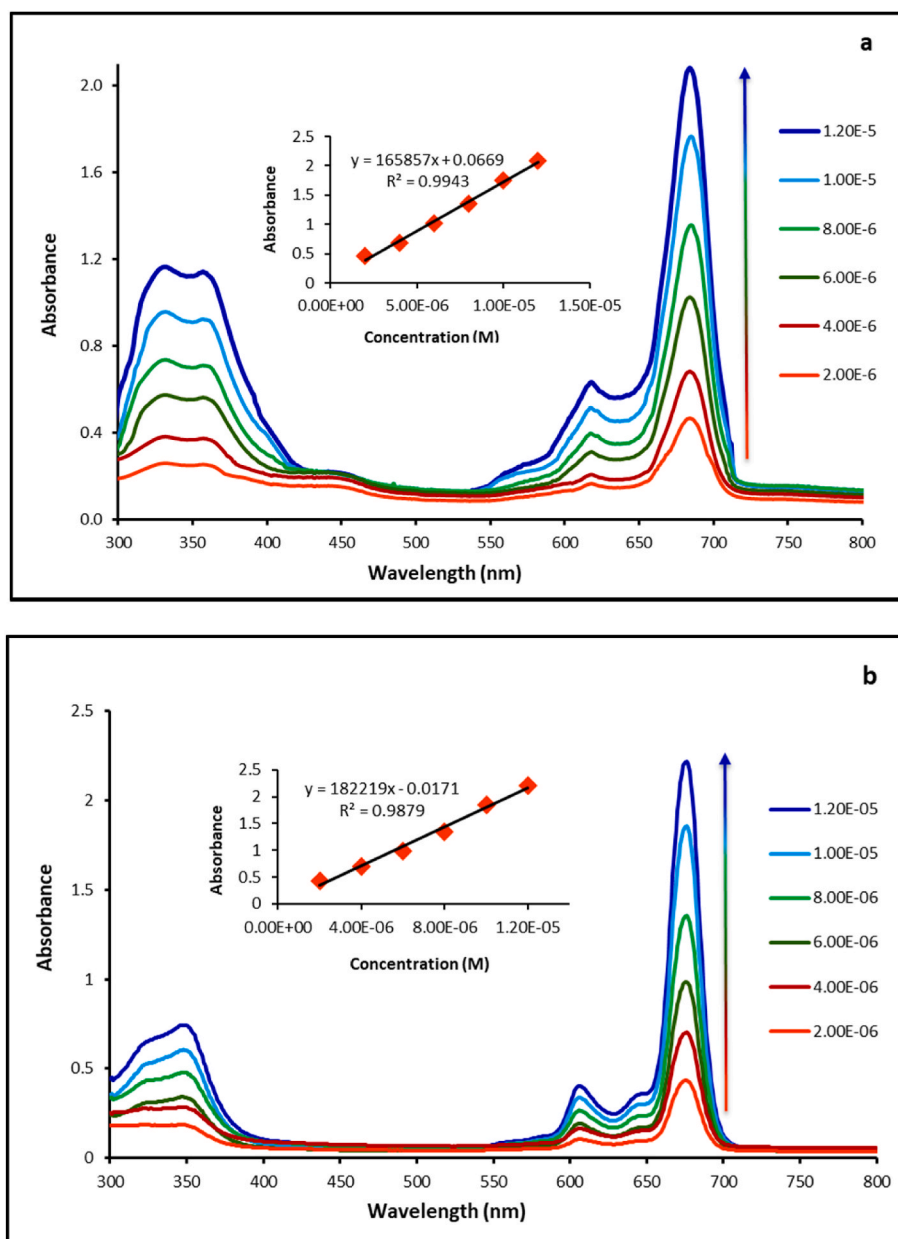 a
2.0
1.6
1.2
0.8
0.4
0.0
Absorbance
300 350 400 450 500 550 600 650 700 750 800
Wavelength (nm)
2.5
2
1.5
1
0.5
0
Absorbance
y = 165857x + 0.0669
R² = 0.9943
0.00E+00 5.00E-06 1.00E-05 1.50E-05
Concentration (M)
1.20E-5
1.00E-5
8.00E-6
6.00E-6
4.00E-6
2.00E-6
b
2.5
2
1.5
1
0.5
0
Absorbance
300 350 400 450 500 550 600 650 700 750 800
Wavelength (nm)
2.5
2
1.5
1
0.5
0
Absorbance
y = 182219x - 0.0171
R² = 0.9879
0.00E+00 4.00E-06 8.00E-06 1.20E-05
Concentration (M)
1.20E-05
1.00E-05
8.00E-06
6.00E-06
4.00E-06
2.00E-06